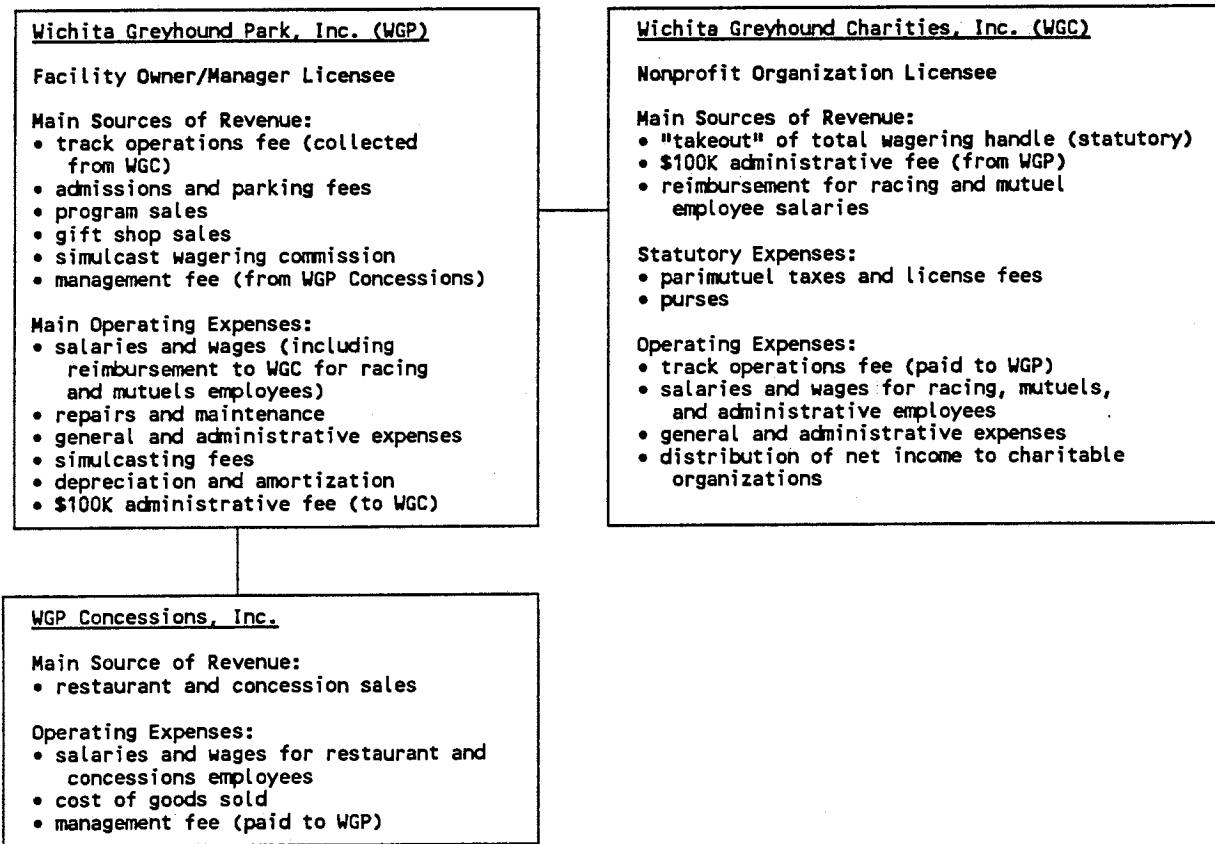 Wichita Greyhound Park, Inc. (WGP)
Facility Owner/Manager Licensee
Main Sources of Revenue:
• track operations fee (collected
from WGC)
• admissions and parking fees
• program sales
• gift shop sales
• simulcast wagering commission
• management fee (from WGP Concessions)
Main Operating Expenses:
• salaries and wages (including
reimbursement to WGC for racing
and mutuels employees)
• repairs and maintenance
• general and administrative expenses
• simulcasting fees
• depreciation and amortization
• $100K administrative fee (to WGC)
Wichita Greyhound Charities, Inc. (WGC)
Nonprofit Organization Licensee
Main Sources of Revenue:
• "takeout" of total wagering handle (statutory)
• $100K administrative fee (from WGP)
• reimbursement for racing and mutuel
employee salaries
Statutory Expenses:
• parimutuel taxes and license fees
• purses
Operating Expenses:
• track operations fee (paid to WGP)
• salaries and wages for racing, mutuels,
and administrative employees
• general and administrative expenses
• distribution of net income to charitable
organizations
WGP Concessions, Inc.
Main Source of Revenue:
• restaurant and concession sales
Operating Expenses:
• salaries and wages for restaurant and
concessions employees
• cost of goods sold
• management fee (paid to WGP)